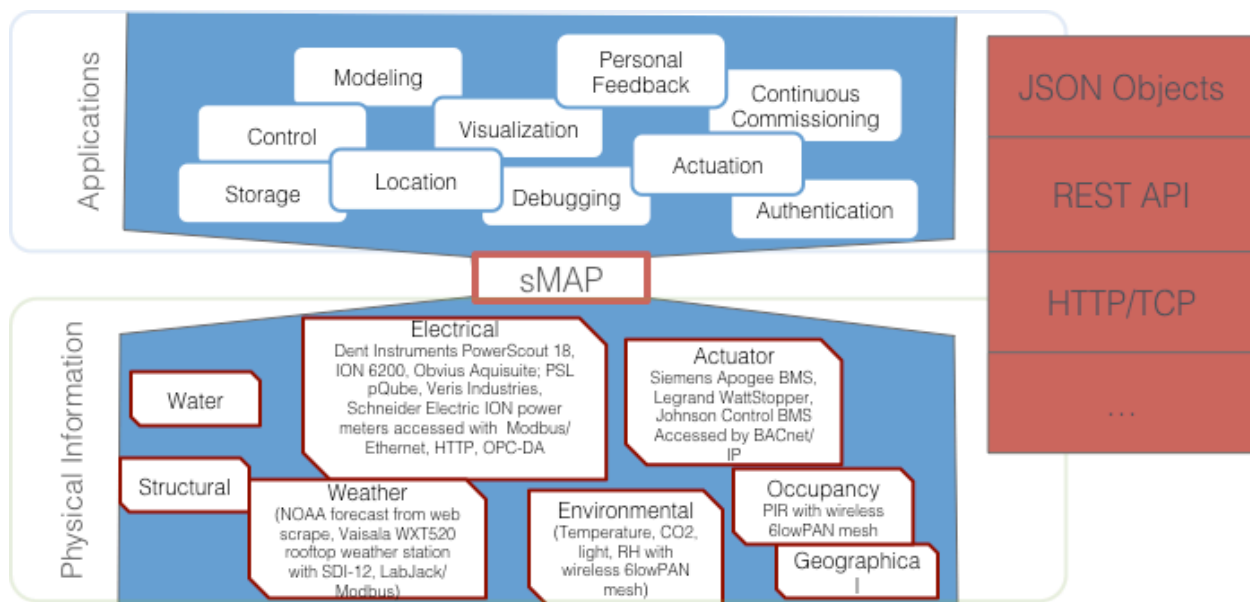 Applications
Modeling
Personal
Feedback
Continuous
Commissioning
Control
Visualization
Storage
Location
Debugging
Actuation
Authentication
sMAP
JSON Objects
REST API
HTTP/TCP
...
Physical Information
Water
Structural
Electrical
Dent Instruments PowerScout 18,
ION 6200, Obvius Aquisuite; PSL
pQube, Veris Industries,
Schneider Electric ION power
meters accessed with Modbus/
Ethernet, HTTP, OPC-DA
Actuator
Siemens Apogee BMS,
Legrand WattStopper,
Johnson Control BMS
Accessed by BACnet/
IP
Weather
(NOAA forecast from web
scrape, Vaisala WXT520
rooftop weather station
with SDI-12, LabJack/
Modbus)
Environmental
(Temperature, CO2,
light, RH with
wireless 6lowPAN
mesh)
Occupancy
PIR with wireless
6lowPAN mesh
Geographica
l